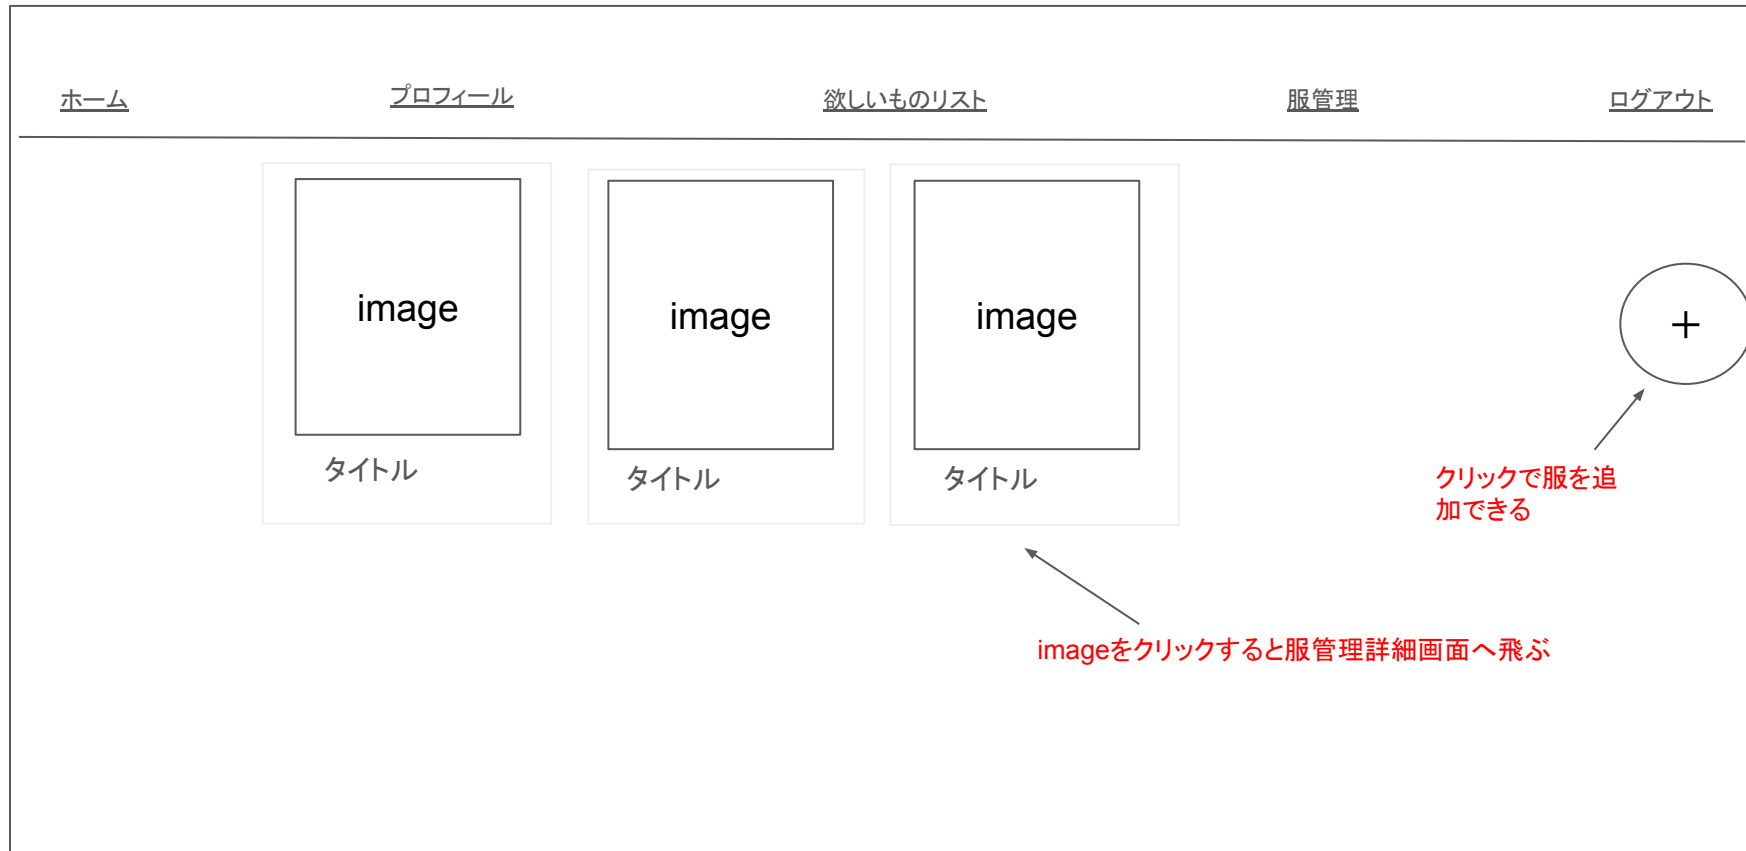 ホーム
プロフィール
欲しいものリスト
服管理
ログアウト
image
image
image
+
タイトル
タイトル
タイトル
クリックで服を追
加できる
imageをクリックすると服管理詳細画面へ飛ぶ